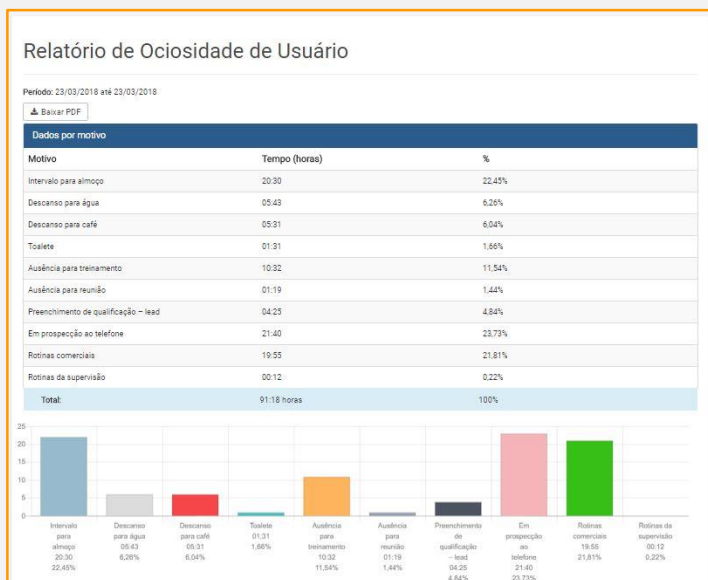 Relatório de Ociosidade de Usuário
Período: 23/03/2018 até 23/03/2018
Baixar PDF
Dados por motivo
Motivo Tempo (horas) %
Intervalo para almoço 20:30 22,45%
Descanso para água 05:43 6,26%
Descanso para café 05:31 6,04%
Toalete 01:31 1,66%
Ausência para treinamento 10:32 11,54%
Ausência para reunião 01:19 1,44%
Preenchimento de qualificação – lead 04:25 4,84%
Em prospecção ao telefone 21:40 23,73%
Rotinas comerciais 19:55 21,81%
Rotinas da supervisão 00:12 0,22%
Total: 91:18 horas 100%
25
20
15
10
5
0
Intervalo
para
almoço
20:30
22,45%
Descanso
para água
05:43
6,26%
Descanso
para café
05:31
6,04%
Toalete
01:31
1,66%
Ausência
para
treinamento
10:32
11,54%
Ausência
para
reunião
01:19
1,44%
Preenchimento
de
qualificação
– lead
04:25
4,84%
Em
prospecção
ao
telefone
21:40
23,73%
Rotinas
comerciais
19:55
21,81%
Rotinas da
supervisão
00:12
0,22%